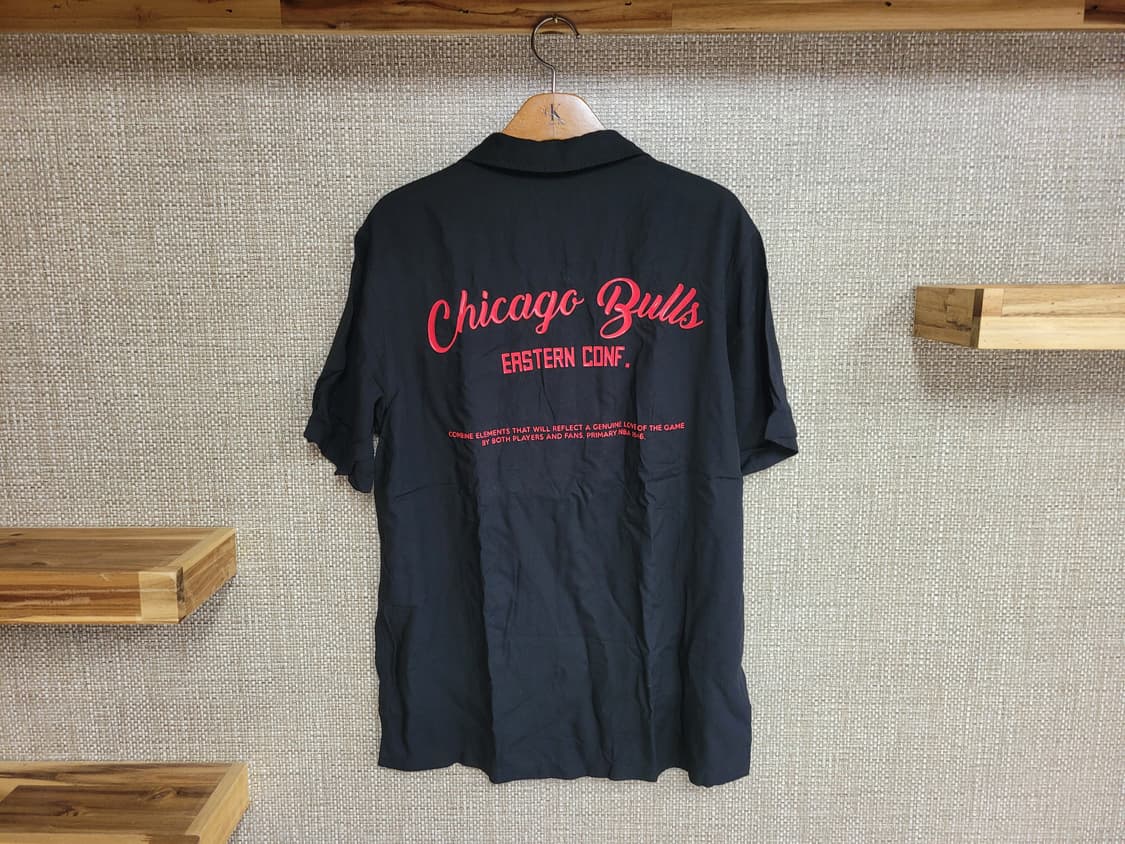 K
Chicago Bulls
EASTERN CONF.
COMBINE ELEMENTS THAT WILL REFLECT A GENUINE LOVE OF THE GAME
BY BOTH PLAYERS AND FANS. PRIMARY NBA